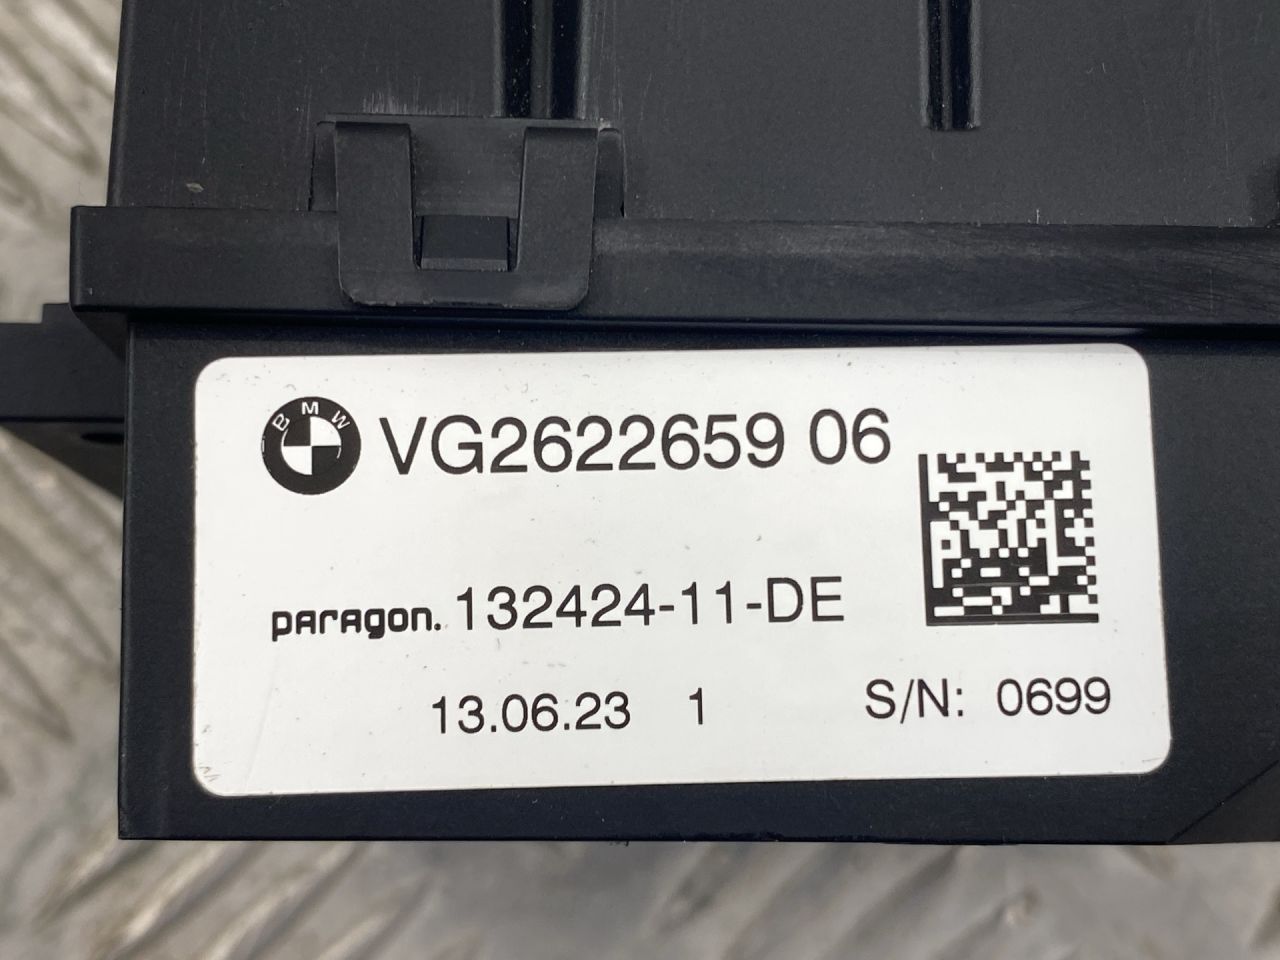 BMW VG2622659 06
paragon. 132424-11-DE
13.06.23 1 S/N: 0699